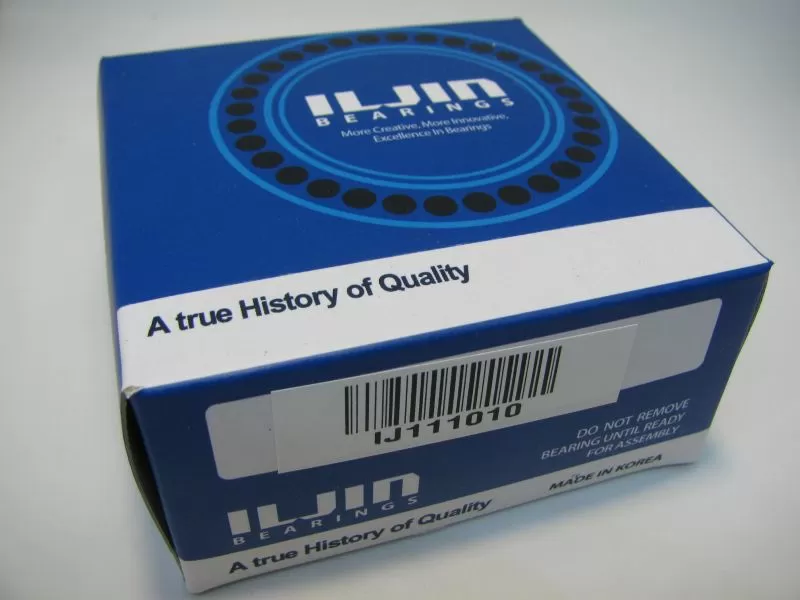 ILJIN
BEARINGS
More Creative, More Innovative,
Excellence In Bearings
A true History of Quality
IJ111010
DO NOT REMOVE
BEARING UNTIL READY
FOR ASSEMBLY
ILJIN
BEARINGS
MADE IN KOREA
A true History of Quality